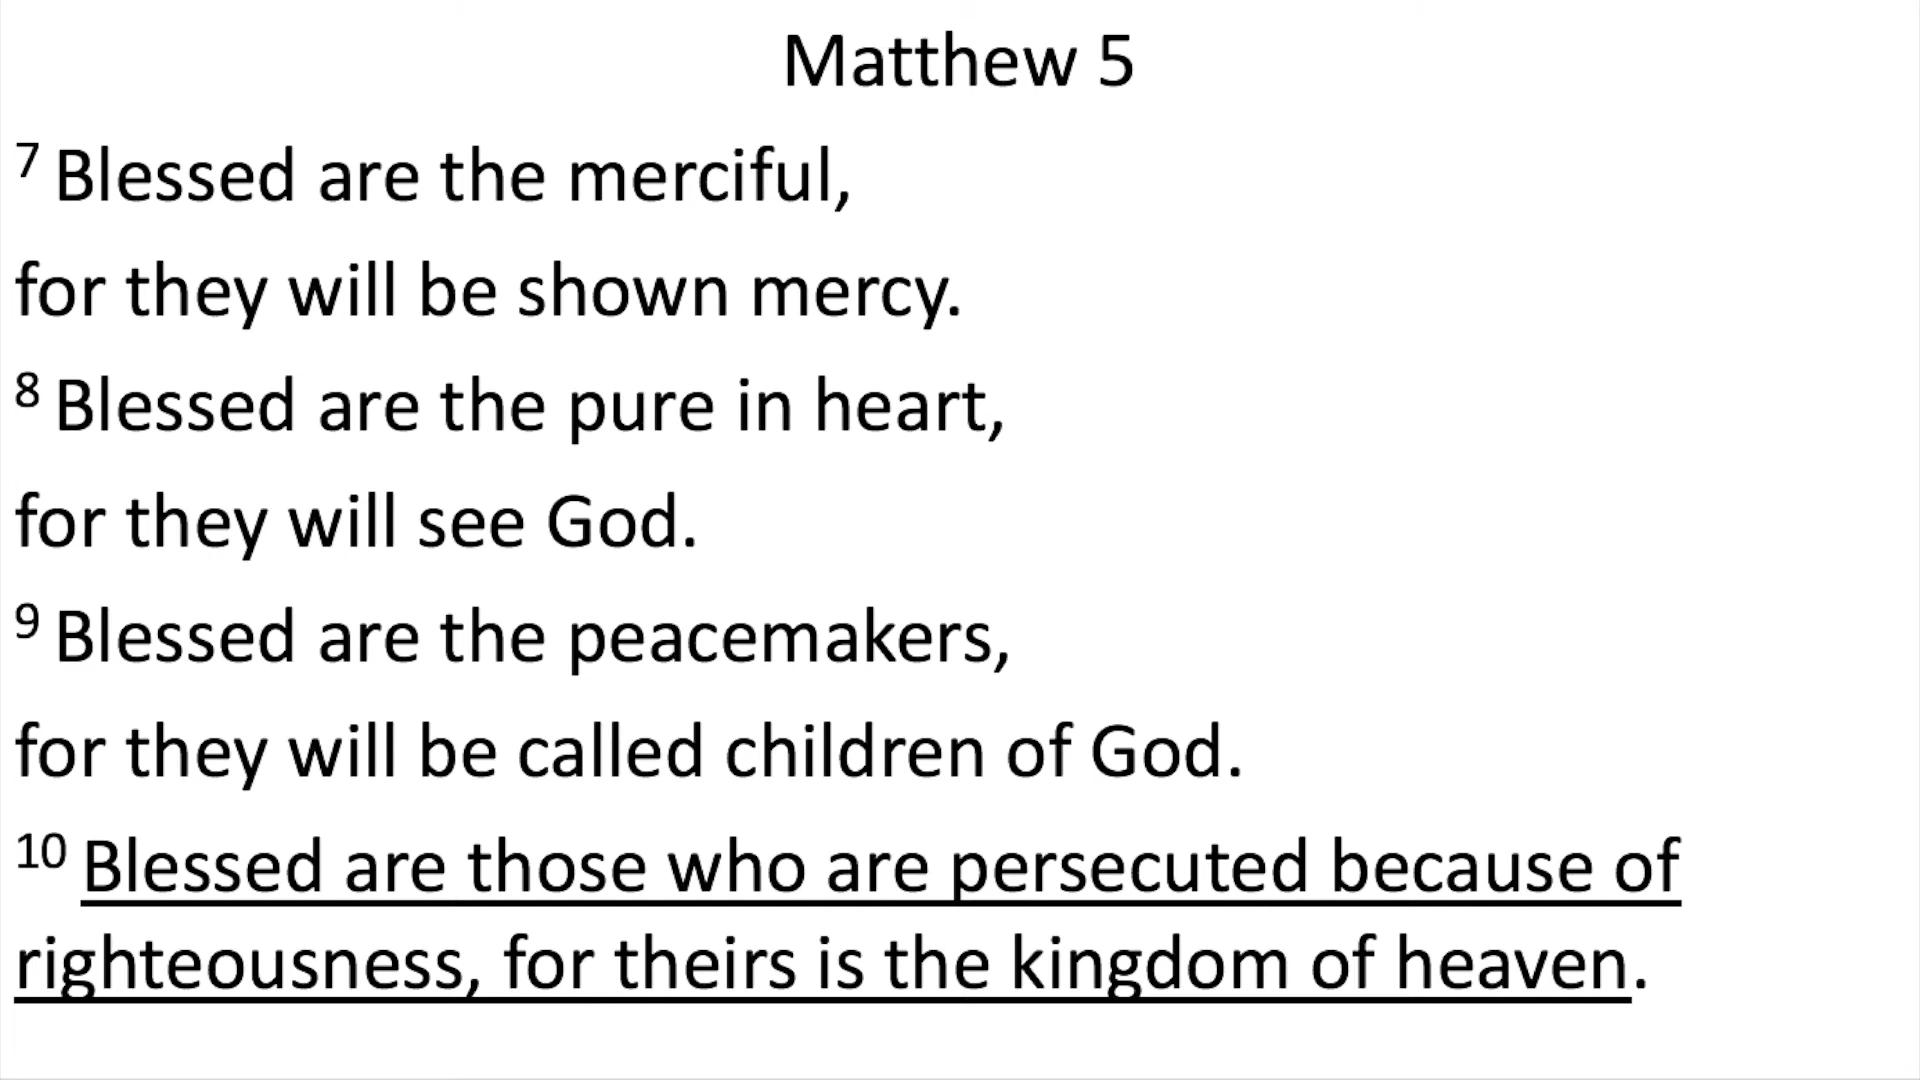 Matthew 5
7 Blessed are the merciful,
for they will be shown mercy.
8 Blessed are the pure in heart,
for they will see God.
9 Blessed are the peacemakers,
for they will be called children of God.
10 Blessed are those who are persecuted because of
righteousness, for theirs is the kingdom of heaven.